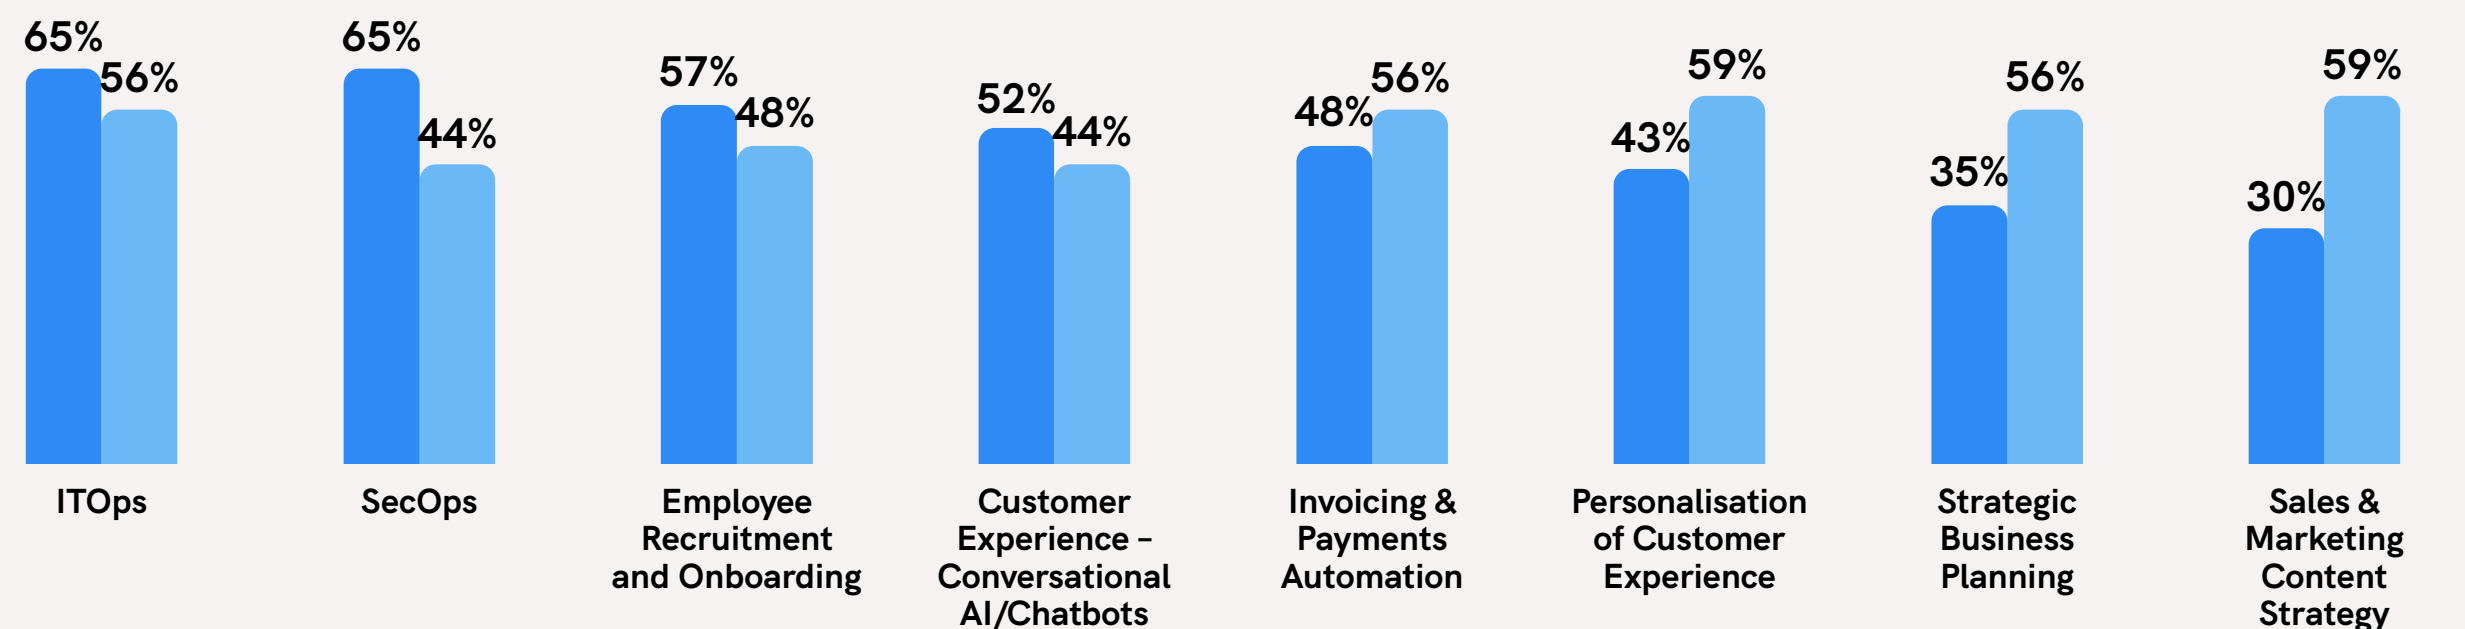 65%
56%
65%
44%
57%
48%
52%
44%
48%
56%
43%
59%
35%
56%
30%
59%
ITOps
SecOps
Employee
Recruitment
and Onboarding
Customer
Experience –
Conversational
AI/Chatbots
Invoicing &
Payments
Automation
Personalisation
of Customer
Experience
Strategic
Business
Planning
Sales &
Marketing
Content
Strategy